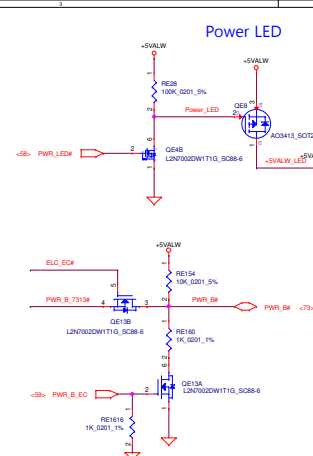 3
Power LED
+5VALW
+5VALW
RE28
100K_0201_5%
Power_LED
QE8
AO3413_SOT2
<58> PWR_LED#
QE4B
L2N7002DW1T1G_SC88-6
+5VALW_LED
+5VA
+5VALW
ELC_EC#
RE154
10K_0201_5%
PWR_B_7313#
PWR_B#
PWR_B# <73>
QE13B
L2N7002DW1T1G_SC88-6
RE160
1K_0201_1%
QE13A
L2N7002DW1T1G_SC88-6
<59> PWR_B_EC
RE1616
1K_0201_1%